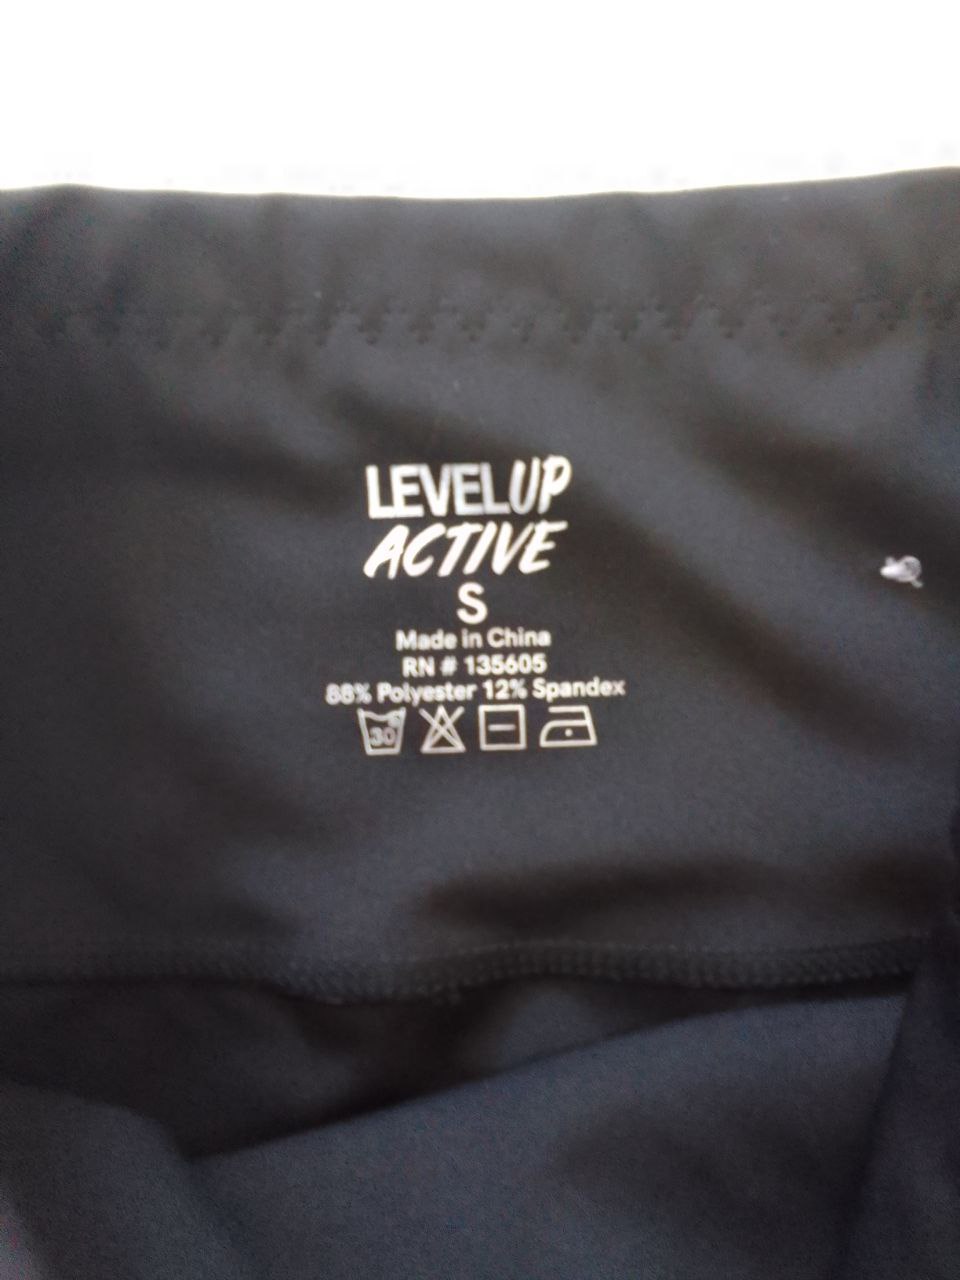 LEVELUP
ACTIVE
S
Made in China
RN # 135605
88% Polyester 12% Spandex
30